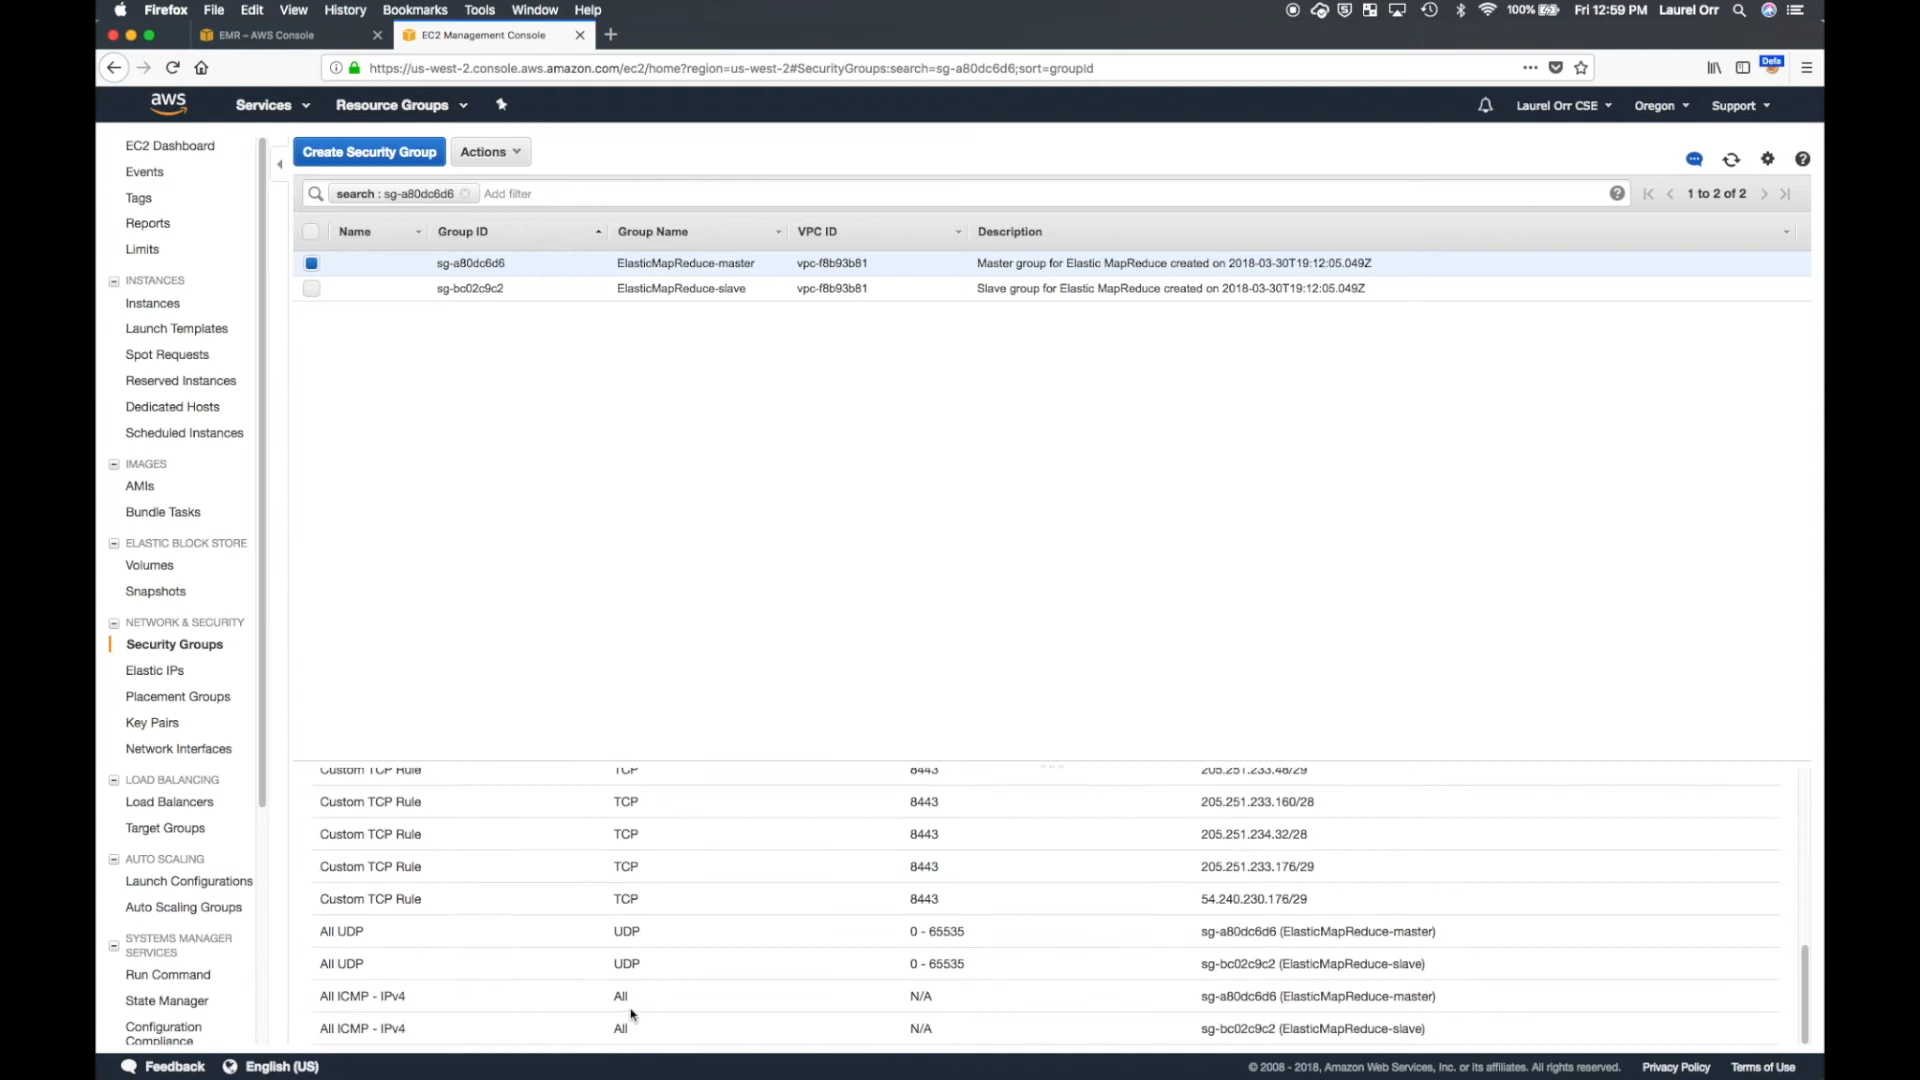 Firefox File Edit View History Bookmarks Tools Window Help 100% Fri 12:59 PM Laurel Orr
EMR – AWS Console EC2 Management Console
https://us-west-2.console.aws.amazon.com/ec2/home?region=us-west-2#SecurityGroups:search=sg-a80dc6d6;sort=groupId Defa
aws Services Resource Groups Laurel Orr CSE Oregon Support
EC2 Dashboard
Events
Tags
Reports
Limits
INSTANCES
Instances
Launch Templates
Spot Requests
Reserved Instances
Dedicated Hosts
Scheduled Instances
IMAGES
AMIs
Bundle Tasks
ELASTIC BLOCK STORE
Volumes
Snapshots
NETWORK & SECURITY
Security Groups
Elastic IPs
Placement Groups
Key Pairs
Network Interfaces
LOAD BALANCING
Load Balancers
Target Groups
AUTO SCALING
Launch Configurations
Auto Scaling Groups
SYSTEMS MANAGER
SERVICES
Run Command
State Manager
Configuration
Compliance
Create Security Group Actions
search : sg-a80dc6d6 Add filter 1 to 2 of 2
Name Group ID Group Name VPC ID Description
sg-a80dc6d6 ElasticMapReduce-master vpc-f8b93b81 Master group for Elastic MapReduce created on 2018-03-30T19:12:05.049Z
sg-bc02c9c2 ElasticMapReduce-slave vpc-f8b93b81 Slave group for Elastic MapReduce created on 2018-03-30T19:12:05.049Z
Custom TCP Rule TCP 8443 205.251.233.48/29
Custom TCP Rule TCP 8443 205.251.233.160/28
Custom TCP Rule TCP 8443 205.251.234.32/28
Custom TCP Rule TCP 8443 205.251.233.176/29
Custom TCP Rule TCP 8443 54.240.230.176/29
All UDP UDP 0 - 65535 sg-a80dc6d6 (ElasticMapReduce-master)
All UDP UDP 0 - 65535 sg-bc02c9c2 (ElasticMapReduce-slave)
All ICMP - IPv4 All N/A sg-a80dc6d6 (ElasticMapReduce-master)
All ICMP - IPv4 All N/A sg-bc02c9c2 (ElasticMapReduce-slave)
Feedback English (US) © 2008 - 2018, Amazon Web Services, Inc. or its affiliates. All rights reserved. Privacy Policy Terms of Use